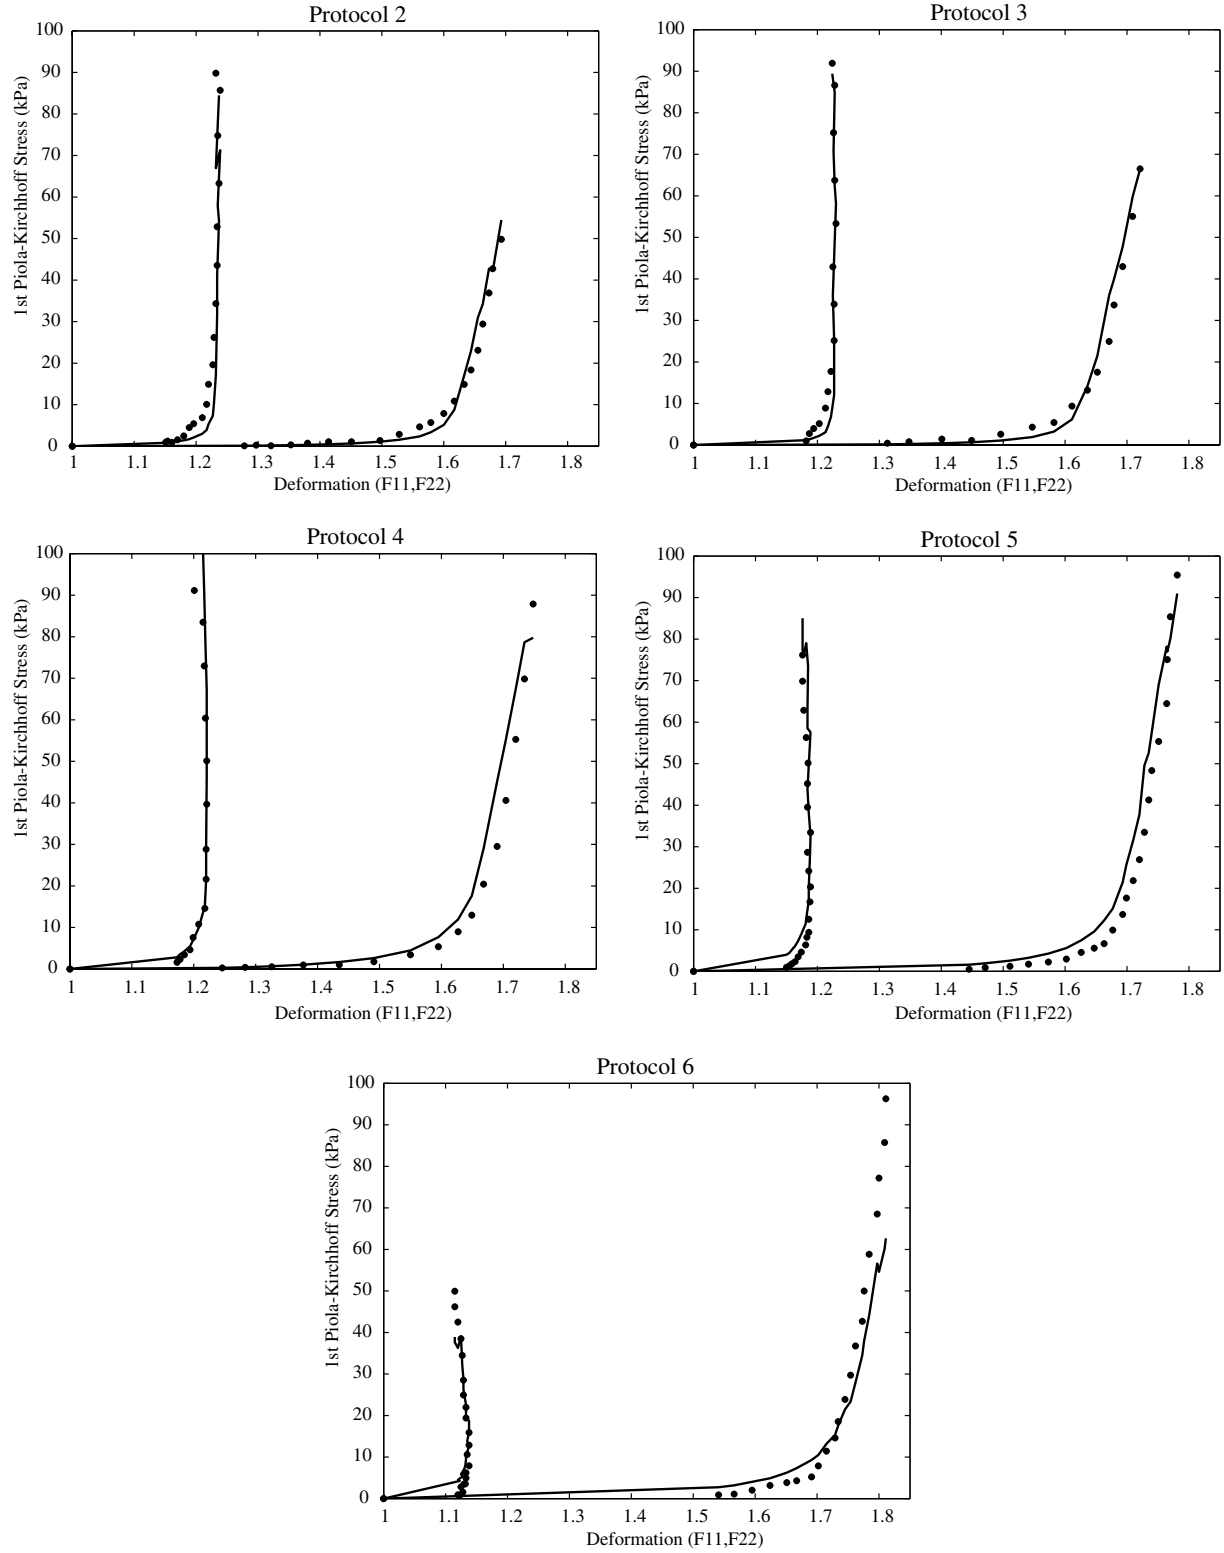 Protocol 2
100
90
80
70
60
50
40
30
20
10
0
1st Piola-Kirchhoff Stress (kPa)
1 1.1 1.2 1.3 1.4 1.5 1.6 1.7 1.8
Deformation (F11,F22)
Protocol 3
100
90
80
70
60
50
40
30
20
10
0
1st Piola-Kirchhoff Stress (kPa)
1 1.1 1.2 1.3 1.4 1.5 1.6 1.7 1.8
Deformation (F11,F22)
Protocol 4
100
90
80
70
60
50
40
30
20
10
0
1st Piola-Kirchhoff Stress (kPa)
1 1.1 1.2 1.3 1.4 1.5 1.6 1.7 1.8
Deformation (F11,F22)
Protocol 5
100
90
80
70
60
50
40
30
20
10
0
1st Piola-Kirchhoff Stress (kPa)
1 1.1 1.2 1.3 1.4 1.5 1.6 1.7 1.8
Deformation (F11,F22)
Protocol 6
100
90
80
70
60
50
40
30
20
10
0
1st Piola-Kirchhoff Stress (kPa)
1 1.1 1.2 1.3 1.4 1.5 1.6 1.7 1.8
Deformation (F11,F22)